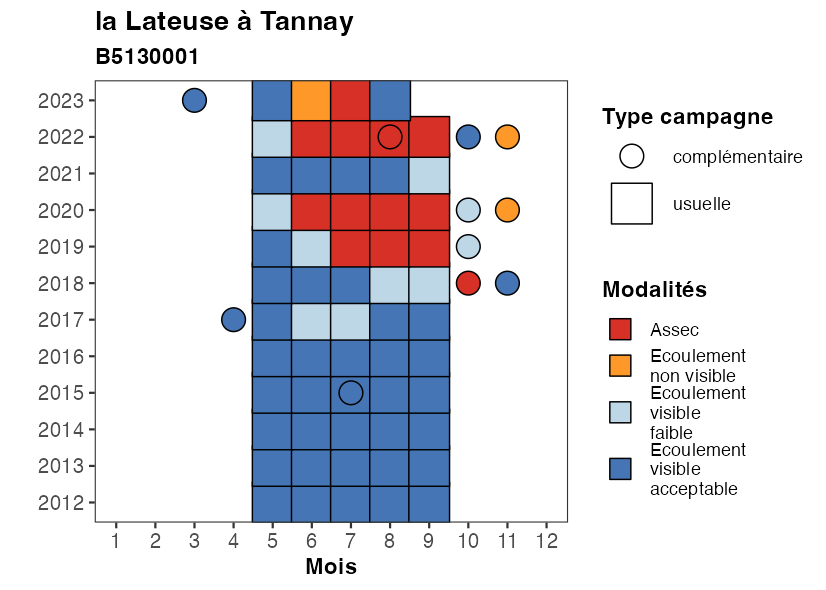 la Lateuse à Tannay
B5130001
2023
2022
2021
2020
2019
2018
2017
2016
2015
2014
2013
2012
1 2 3 4 5 6 7 8 9 10 11 12
Mois
Type campagne
complémentaire
usuelle
Modalités
Assec
Ecoulement
non visible
Ecoulement
visible
faible
Ecoulement
visible
acceptable